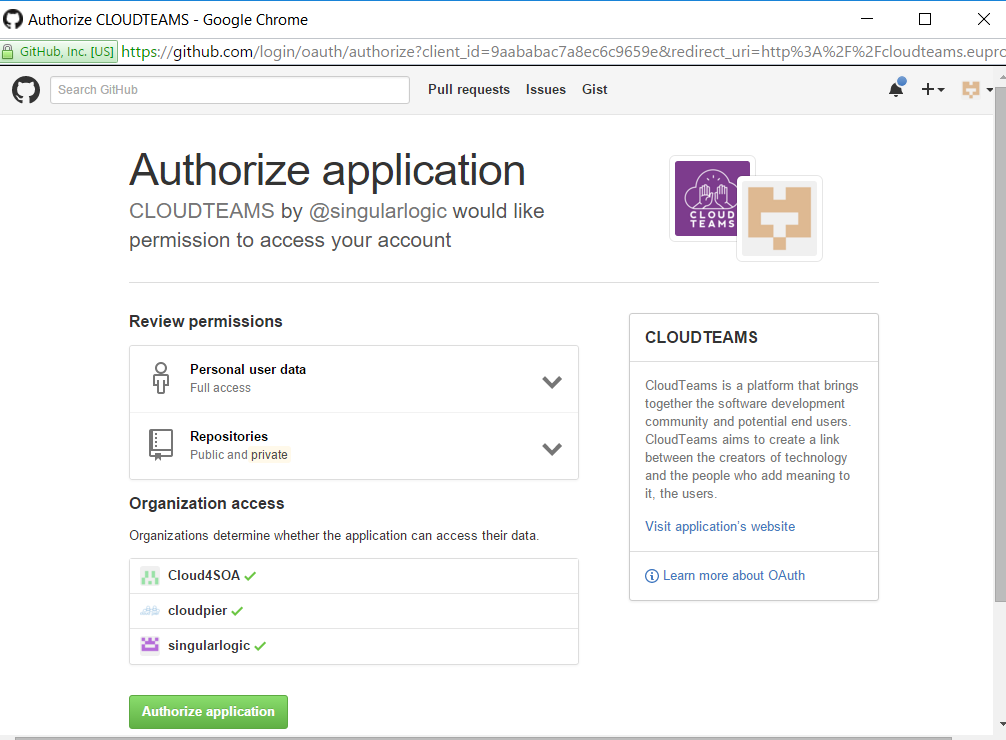 Authorize CLOUDTEAMS - Google Chrome
GitHub, Inc. [US] https://github.com/login/oauth/authorize?client_id=9aababac7a8ec6c9659e&redirect_uri=http%3A%2F%2Fcloudteams.eupro
Search GitHub
Pull requests Issues Gist
Authorize application
CLOUDTEAMS by @singularlogic would like
permission to access your account
CLOUD
TEAMS
Review permissions
Personal user data
Full access
Repositories
Public and private
Organization access
Organizations determine whether the application can access their data.
Cloud4SOA
cloudpier
singularlogic
Authorize application
CLOUDTEAMS
CloudTeams is a platform that brings
together the software development
community and potential end users.
CloudTeams aims to create a link
between the creators of technology
and the people who add meaning to
it, the users.
Visit application's website
Learn more about OAuth